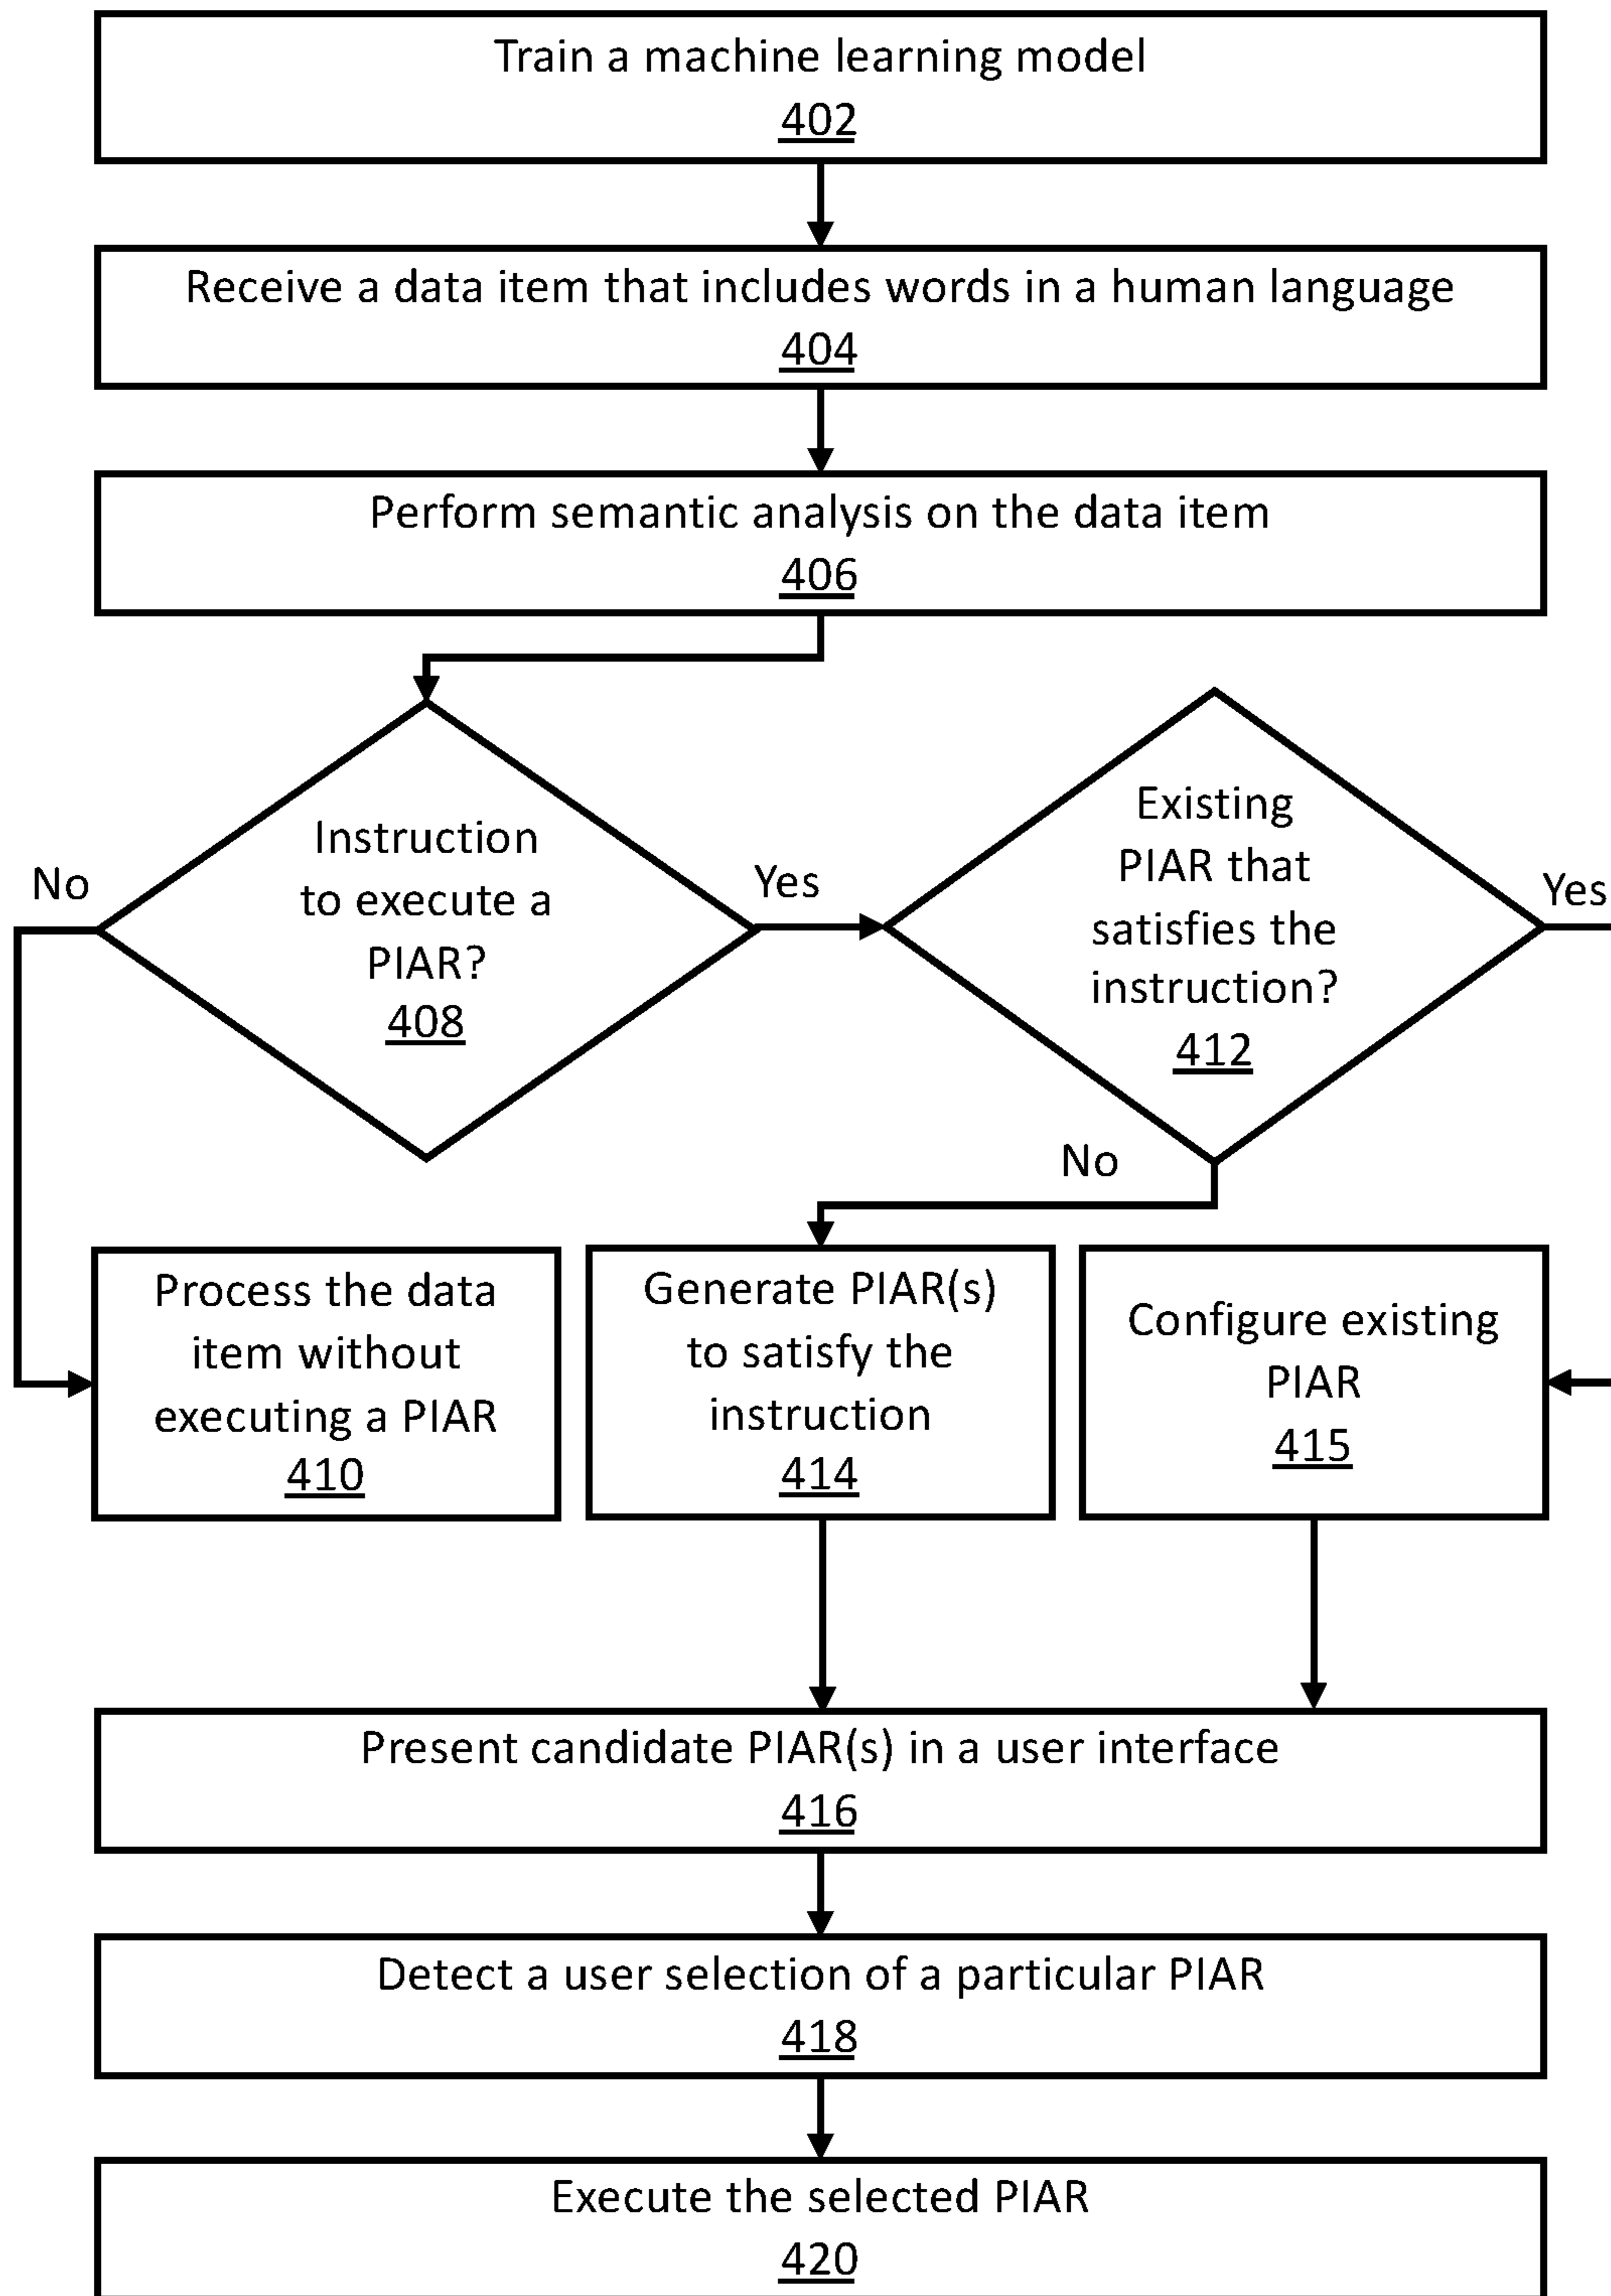 Train a machine learning model
402
Receive a data item that includes words in a human language
404
Perform semantic analysis on the data item
406
No
Instruction
to execute a
PIAR?
408
Yes
Existing
PIAR that
satisfies the
instruction?
412
Yes
No
Process the data
item without
executing a PIAR
410
Generate PIAR(s)
to satisfy the
instruction
414
Configure existing
PIAR
415
Present candidate PIAR(s) in a user interface
416
Detect a user selection of a particular PIAR
418
Execute the selected PIAR
420